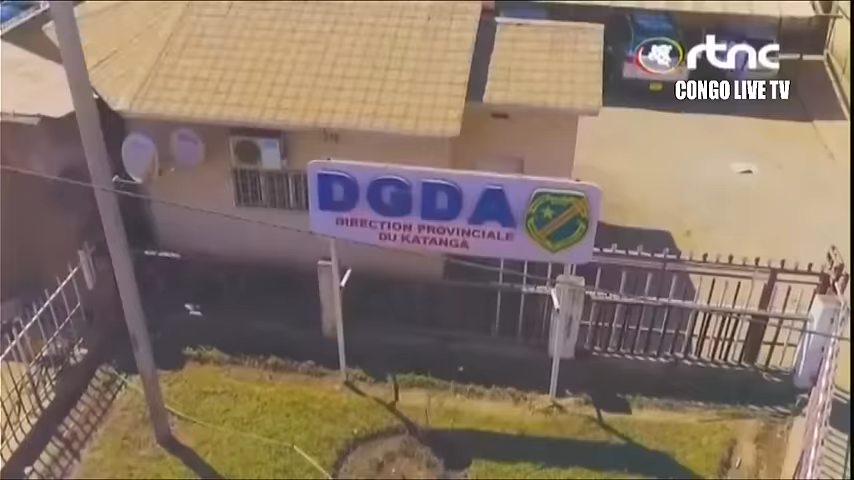 rtnc
CONGO LIVE TV
DGDA
DIRECTION PROVINCIALE
DU KATANGA